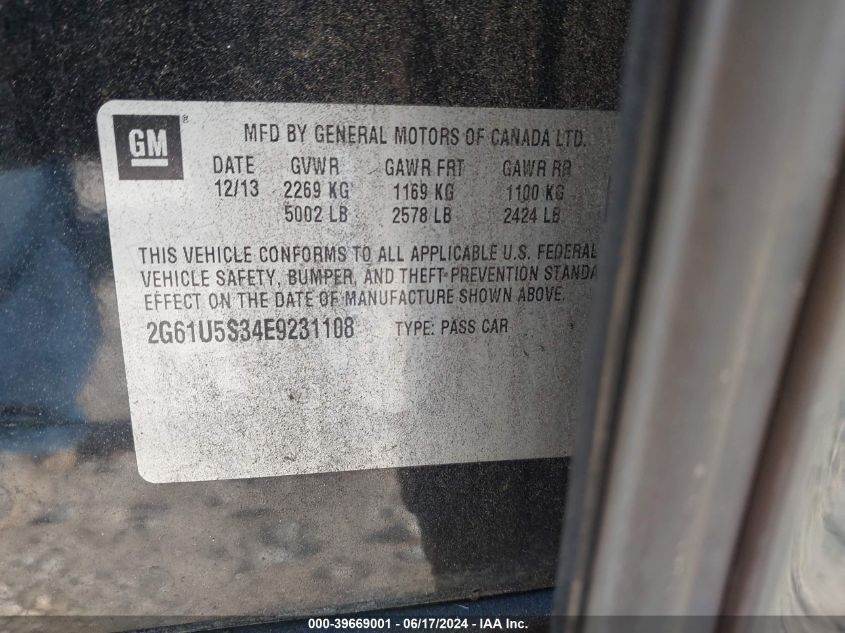 GM®
MFD BY GENERAL MOTORS OF CANADA LTD.
DATE GVWR GAWR FRT GAWR RR
12/13 2269 KG 1169 KG 1100 KG
5002 LB 2578 LB 2424 LB
THIS VEHICLE CONFORMS TO ALL APPLICABLE U.S. FEDERAL
VEHICLE SAFETY, BUMPER, AND THEFT PREVENTION STANDA
EFFECT ON THE DATE OF MANUFACTURE SHOWN ABOVE.
2G61U5S34E9231108 TYPE: PASS CAR
000-39669001 - 06/17/2024 - IAA Inc.